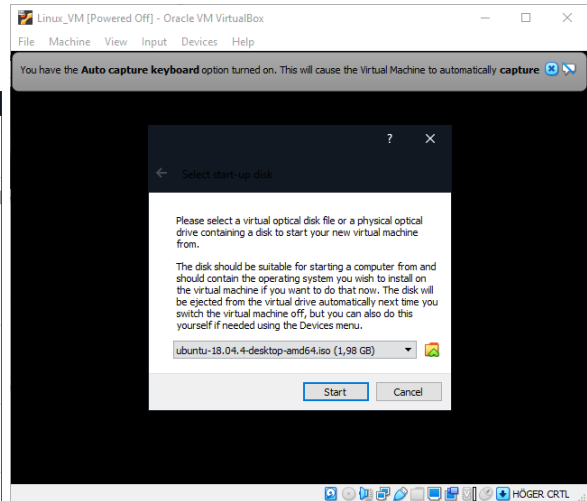 Linux_VM [Powered Off] - Oracle VM VirtualBox
File Machine View Input Devices Help
You have the Auto capture keyboard option turned on. This will cause the Virtual Machine to automatically capture
?
Select start-up disk
Please select a virtual optical disk file or a physical optical
drive containing a disk to start your new virtual machine
from.
The disk should be suitable for starting a computer from and
should contain the operating system you wish to install on
the virtual machine if you want to do that now. The disk will
be ejected from the virtual drive automatically next time you
switch the virtual machine off, but you can also do this
yourself if needed using the Devices menu.
ubuntu-18.04.4-desktop-amd64.iso (1,98 GB)
Start Cancel
HÖGER CRTL